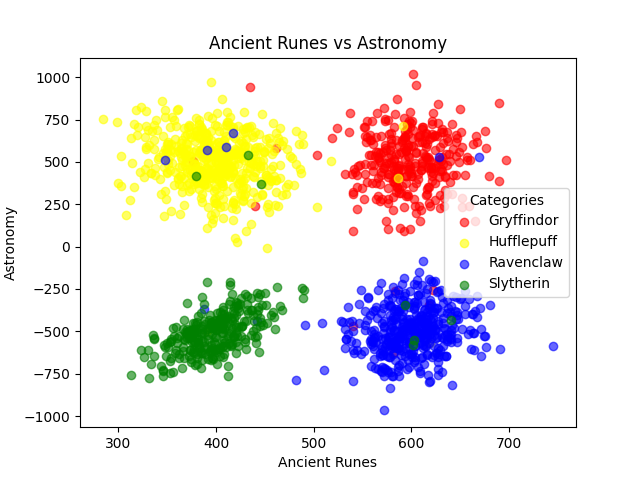 Ancient Runes vs Astronomy
1000
750
500
250
0
−250
−500
−750
−1000
Astronomy
300
400
500
600
700
Ancient Runes
Categories
Gryffindor
Hufflepuff
Ravenclaw
Slytherin